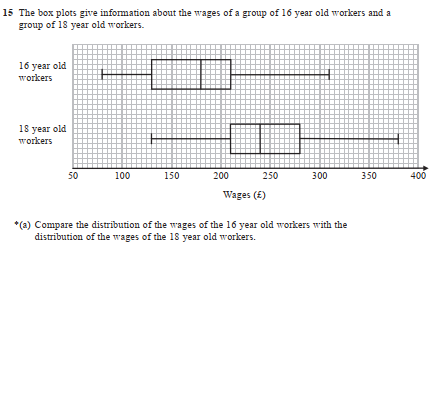 15 The box plots give information about the wages of a group of 16 year old workers and a
group of 18 year old workers.
16 year old
workers
18 year old
workers
50 100 150 200 250 300 350 400
Wages (£)
*(a) Compare the distribution of the wages of the 16 year old workers with the
distribution of the wages of the 18 year old workers.